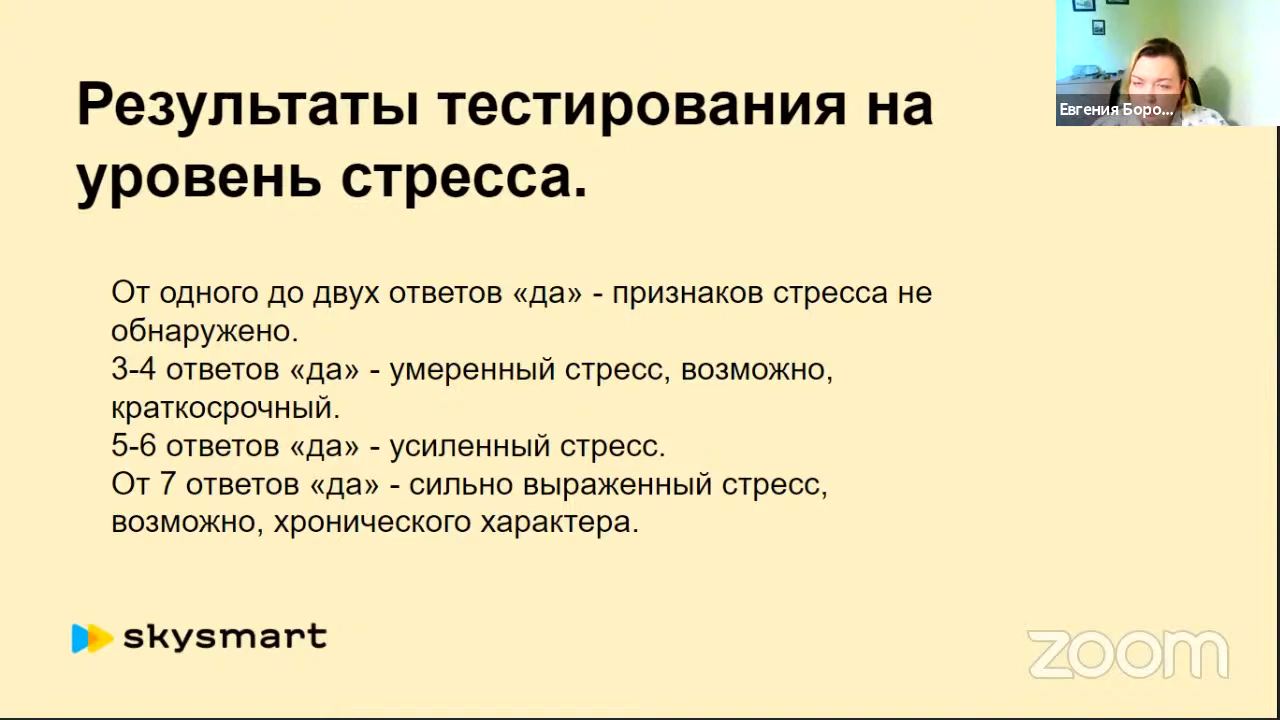 Результаты тестирования на
уровень стресса.
Евгения Боро...
От одного до двух ответов «да» - признаков стресса не
обнаружено.
3-4 ответов «да» - умеренный стресс, возможно,
краткосрочный.
5-6 ответов «да» - усиленный стресс.
От 7 ответов «да» - сильно выраженный стресс,
возможно, хронического характера.
skysmart
zoom